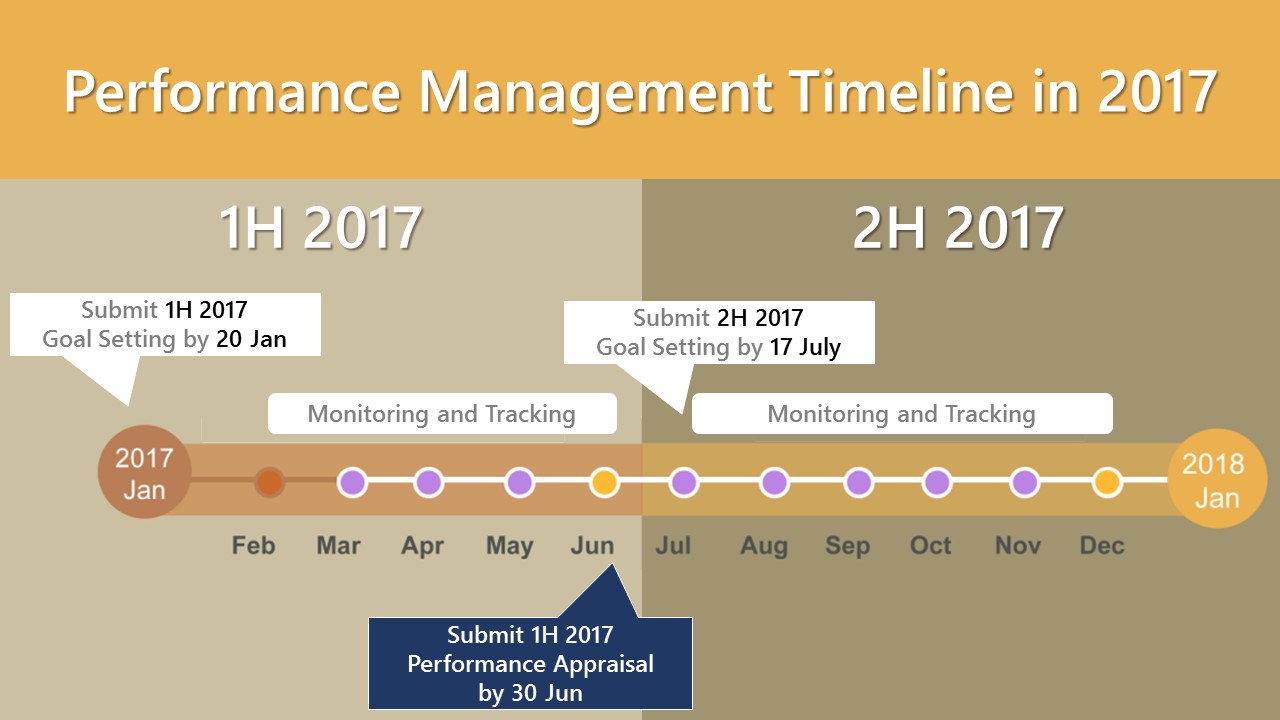 Performance Management Timeline in 2017
1H 2017
2H 2017
Submit 1H 2017
Goal Setting by 20 Jan
Submit 2H 2017
Goal Setting by 17 July
Monitoring and Tracking
Monitoring and Tracking
2017
Jan
2018
Jan
Feb Mar Apr May Jun Jul Aug Sep Oct Nov Dec
Submit 1H 2017
Performance Appraisal
by 30 Jun